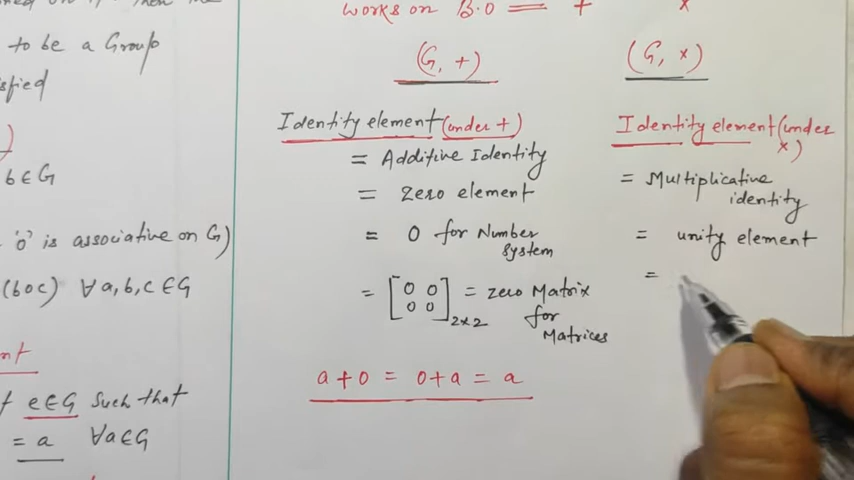 to be a Group
b∈G
'o' is associative on G)
(boc) ∀a,b,c∈G
e∈G such that
= a ∀a∈G
works on B.O = + ×
(G, +)
Identity element (under +)
= Additive Identity
= Zero element
= 0 for Number
System
= [0 0
0 0]2×2 = zero Matrix
for
Matrices
a+0 = 0+a = a
(G, ×)
Identity element (under
×)
= Multiplicative
identity
= unity element
=